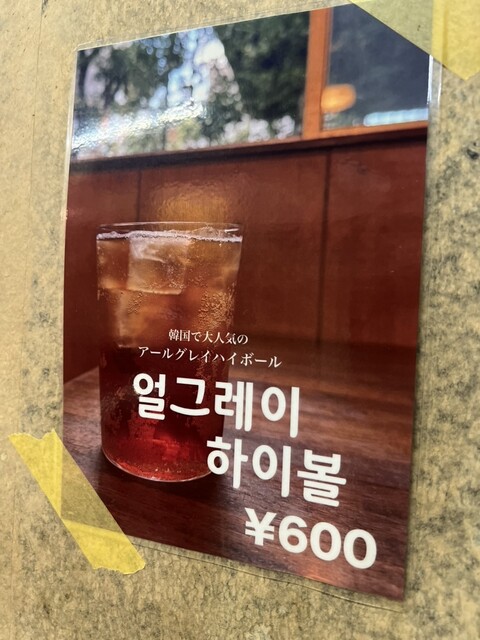 韓国で大人気の
アールグレイハイボール
얼그레이
하이볼
¥600